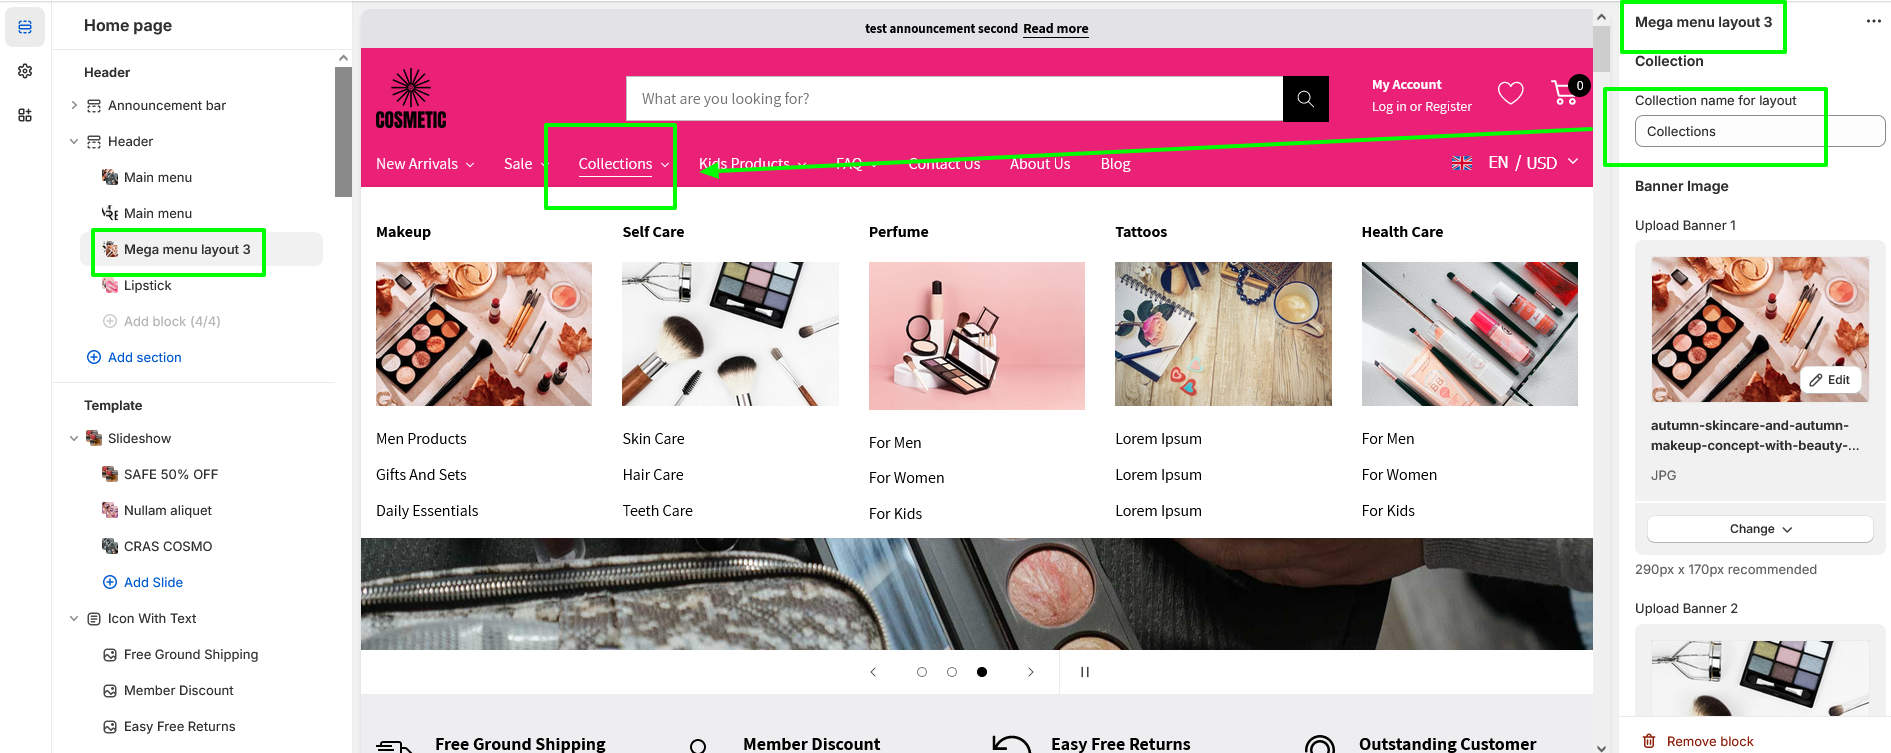 Home page
Header
Announcement bar
Header
Main menu
Main menu
Mega menu layout 3
Lipstick
Add block (4/4)
Add section
Template
Slideshow
SAFE 50% OFF
Nullam aliquet
CRAS COSMO
Add Slide
Icon With Text
Free Ground Shipping
Member Discount
Easy Free Returns
test announcement second Read more
COSMETIC
What are you looking for?
My Account
Log in or Register
0
New Arrivals Sale Collections Kids Products FAQ Contact Us About Us Blog EN / USD
Makeup Self Care Perfume Tattoos Health Care
Men Products Skin Care For Men Lorem Ipsum For Men
Gifts And Sets Hair Care For Women Lorem Ipsum For Women
Daily Essentials Teeth Care For Kids Lorem Ipsum For Kids
Free Ground Shipping Member Discount Easy Free Returns Outstanding Customer
Mega menu layout 3
Collection
Collection name for layout
Collections
Banner Image
Upload Banner 1
Edit
autumn-skincare-and-autumn-
makeup-concept-with-beauty-...
JPG
Change
290px x 170px recommended
Upload Banner 2
Remove block